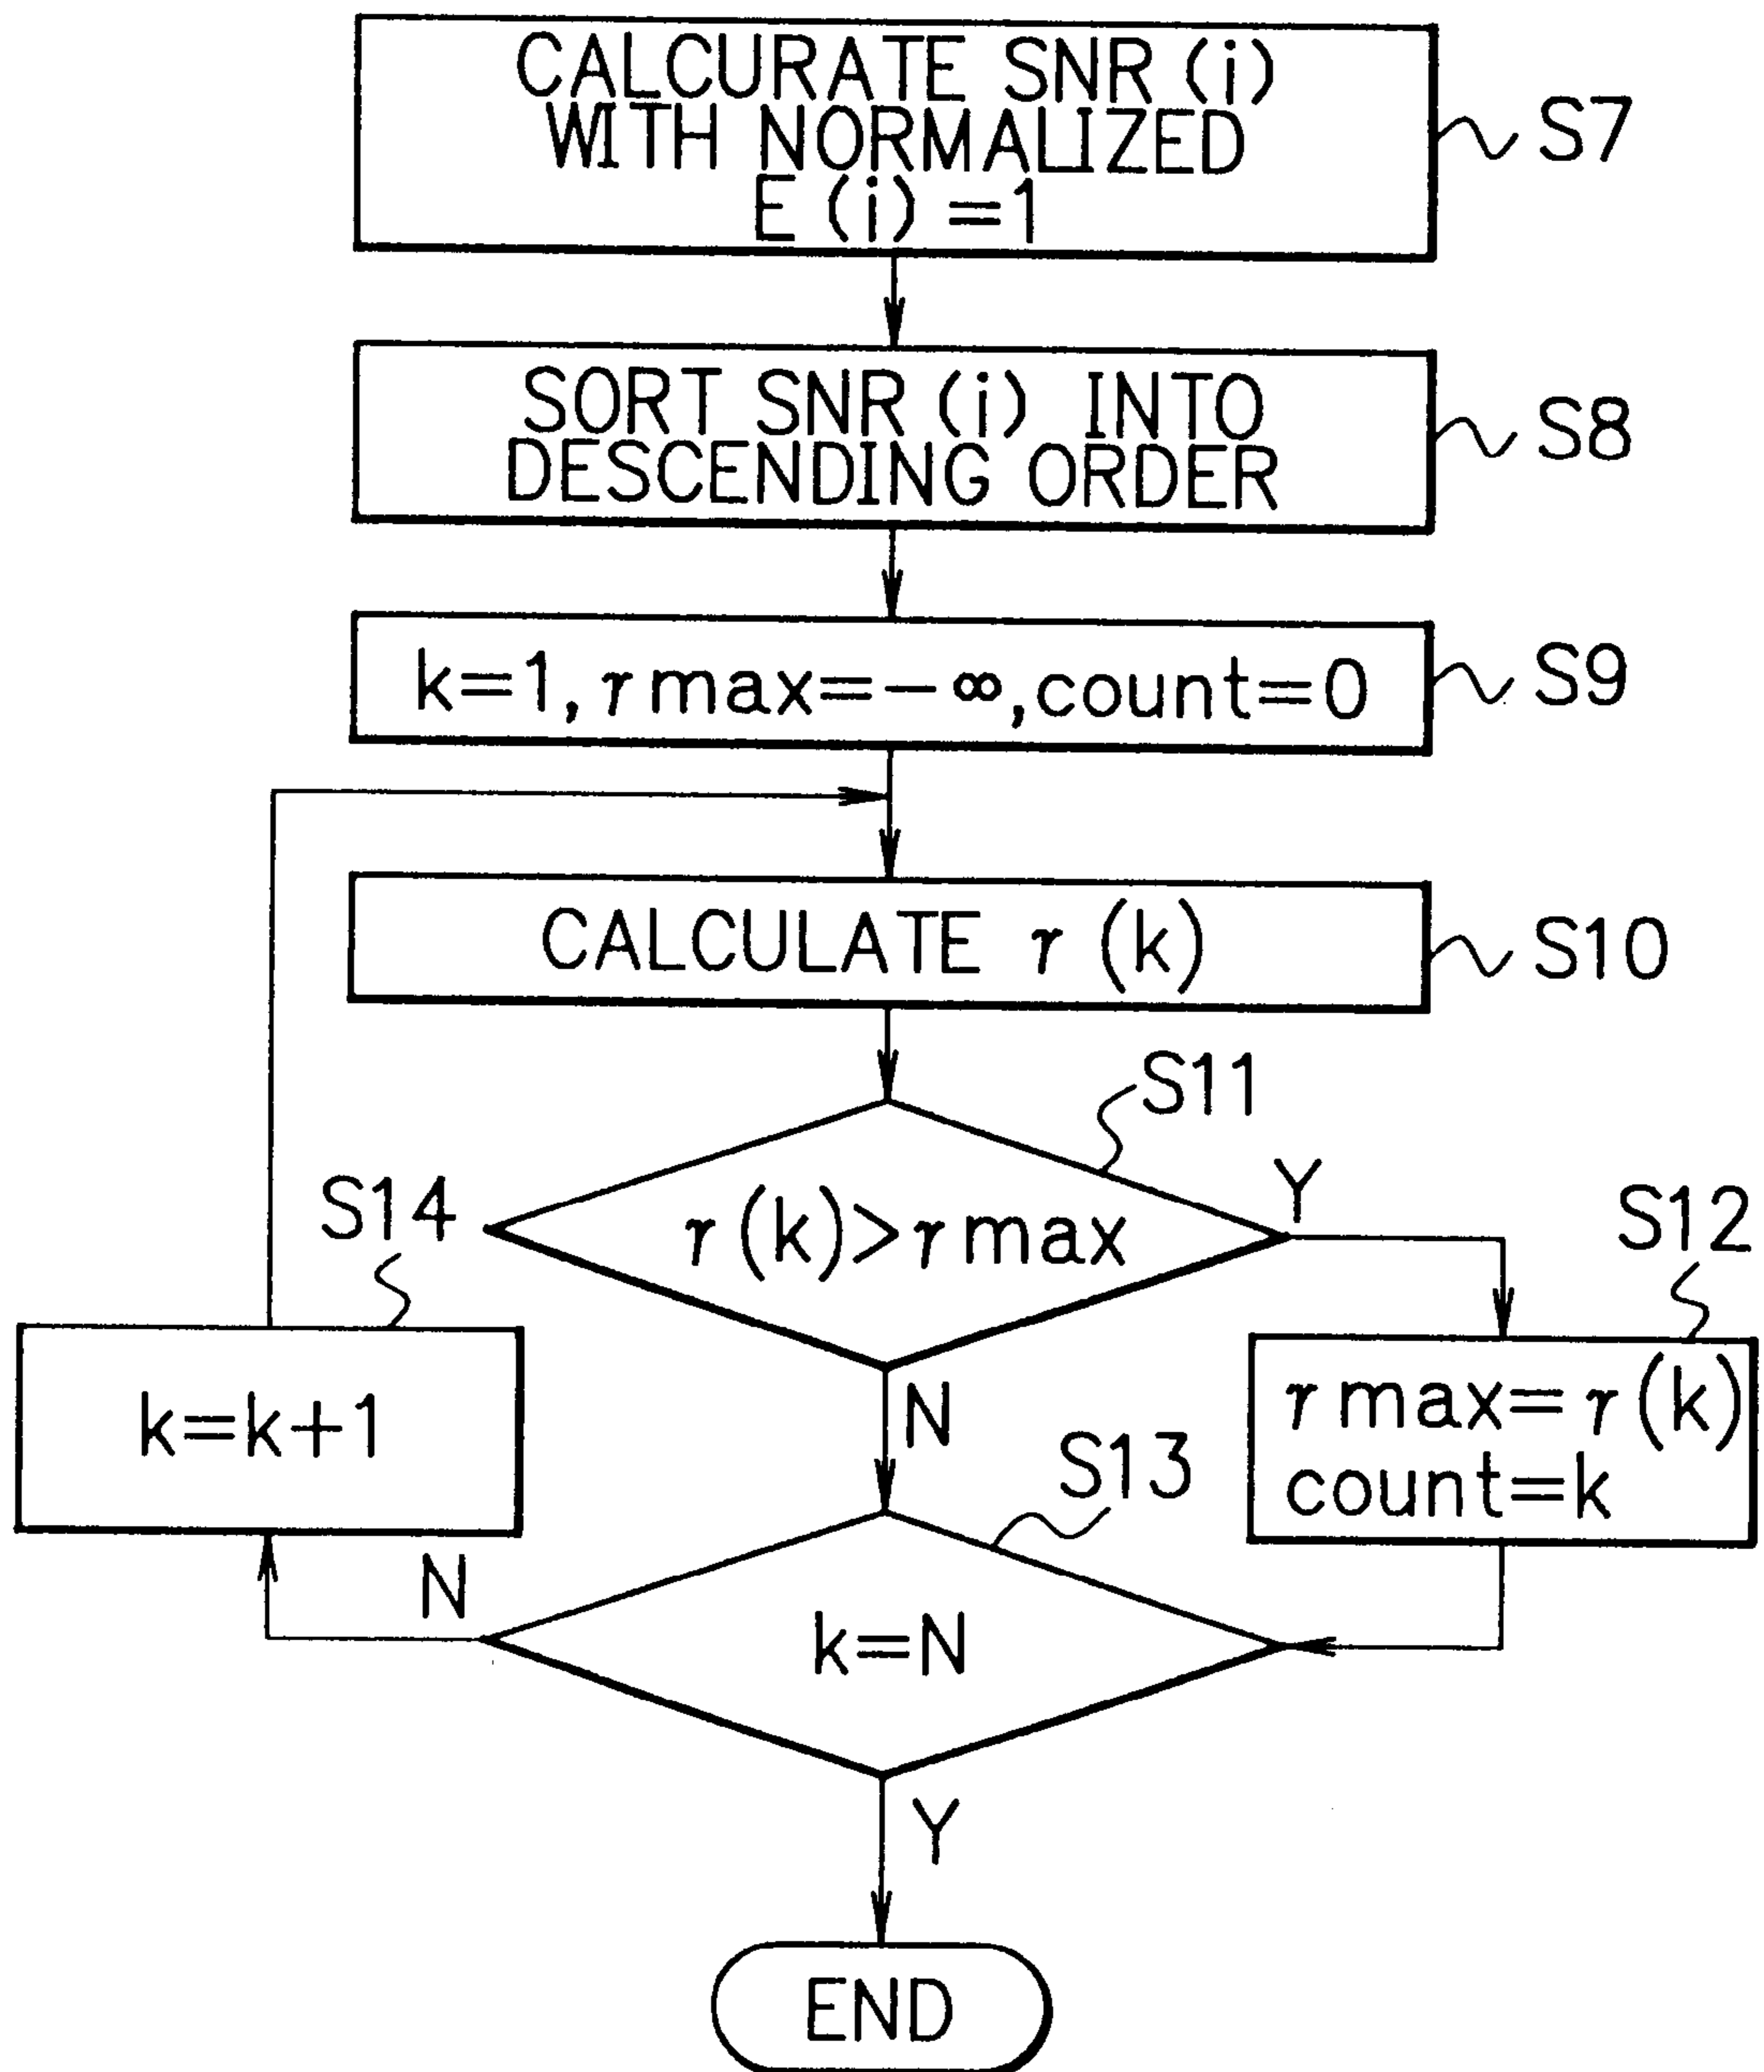 CALCURATE SNR (i)
WITH NORMALIZED
E (i) =1
S7
SORT SNR (i) INTO
DESCENDING ORDER
S8
k=1, r max=-∞, count=0
S9
CALCULATE r (k)
S10
S11
r (k) > r max
Y
S14
S12
k=k+1
N
r max= r (k)
count=k
S13
N
k=N
Y
END